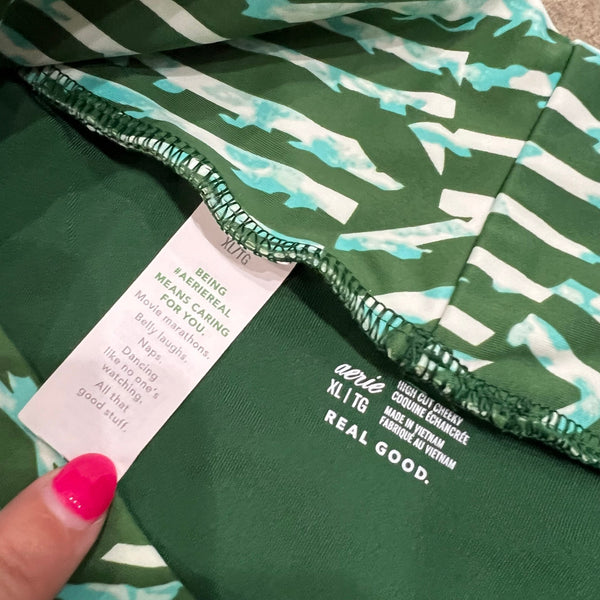 XL/TG
BEING
#AERIEREAL
MEANS CARING
FOR YOU.
Movie marathons.
Belly laughs.
Naps.
Dancing
like no one's
watching.
All that
good stuff.
aerie
XL | TG
HIGH CUT CHEEKY
COQUINE ÉCHANCRÉE
MADE IN VIETNAM
FABRIQUÉ AU VIETNAM
REAL GOOD.